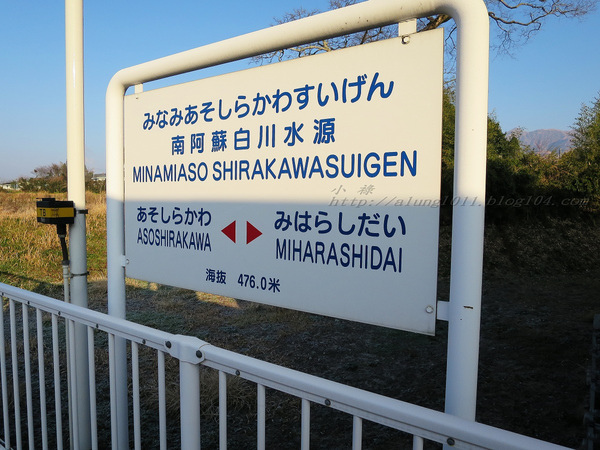 みなみあそしらかわすいげん
南阿蘇白川水源
MINAMIASO SHIRAKAWASUIGEN
小祿
http://alung1011.blog104.com
あそしらかわ みはらしだい
ASOSHIRAKAWA MIHARASHIDAI
海抜 476.0米